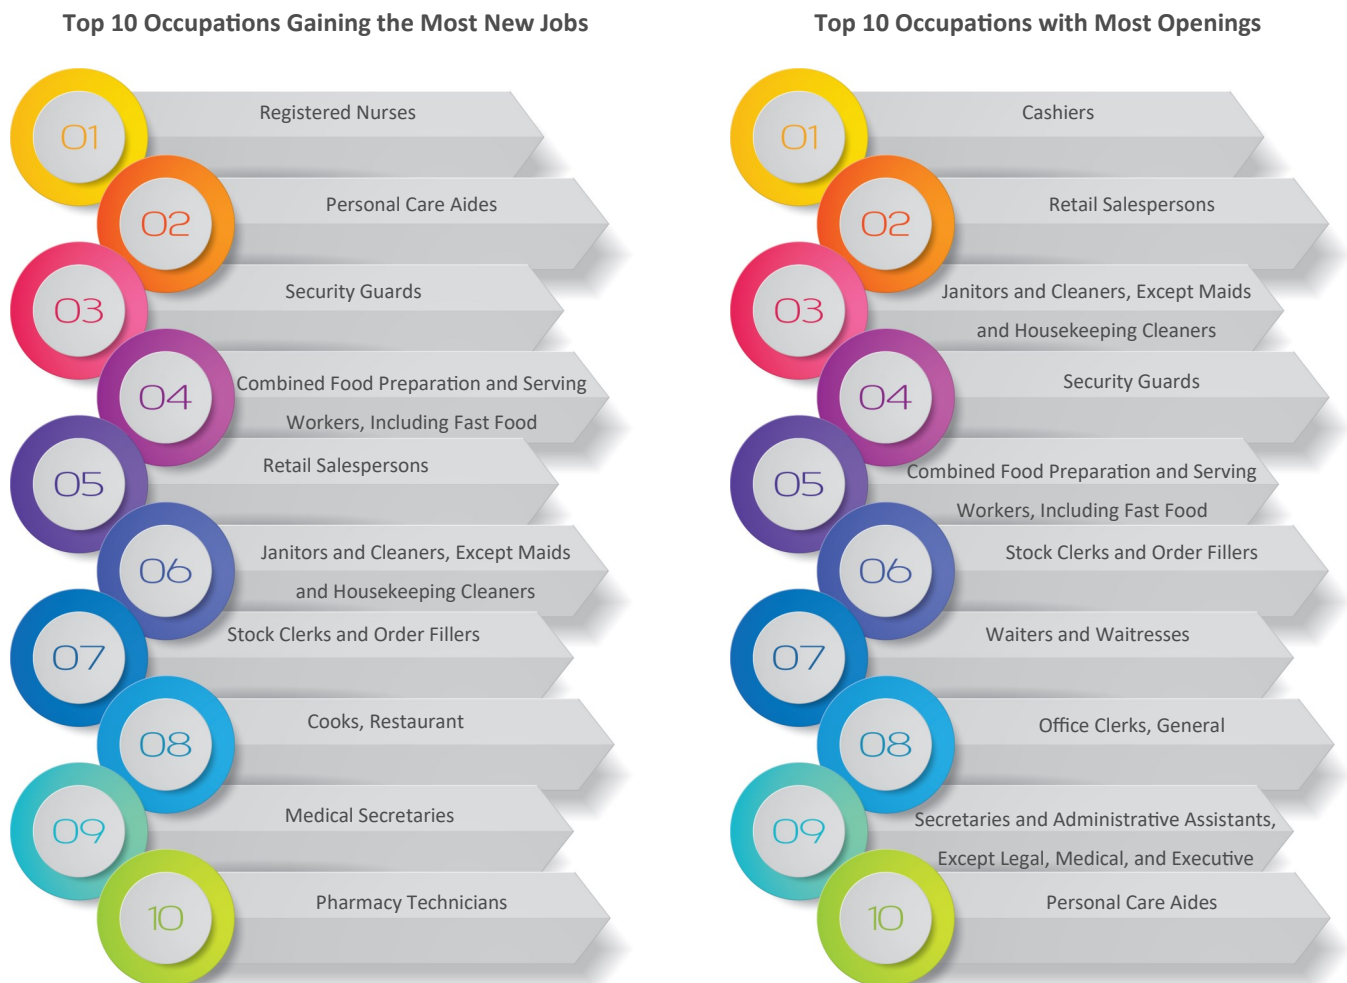 Top 10 Occupations Gaining the Most New Jobs
01
Registered Nurses
02
Personal Care Aides
03
Security Guards
04
Combined Food Preparation and Serving
Workers, Including Fast Food
05
Retail Salespersons
06
Janitors and Cleaners, Except Maids
and Housekeeping Cleaners
07
Stock Clerks and Order Fillers
08
Cooks, Restaurant
09
Medical Secretaries
10
Pharmacy Technicians
Top 10 Occupations with Most Openings
01
Cashiers
02
Retail Salespersons
03
Janitors and Cleaners, Except Maids
and Housekeeping Cleaners
04
Security Guards
05
Combined Food Preparation and Serving
Workers, Including Fast Food
06
Stock Clerks and Order Fillers
07
Waiters and Waitresses
08
Office Clerks, General
09
Secretaries and Administrative Assistants,
Except Legal, Medical, and Executive
10
Personal Care Aides